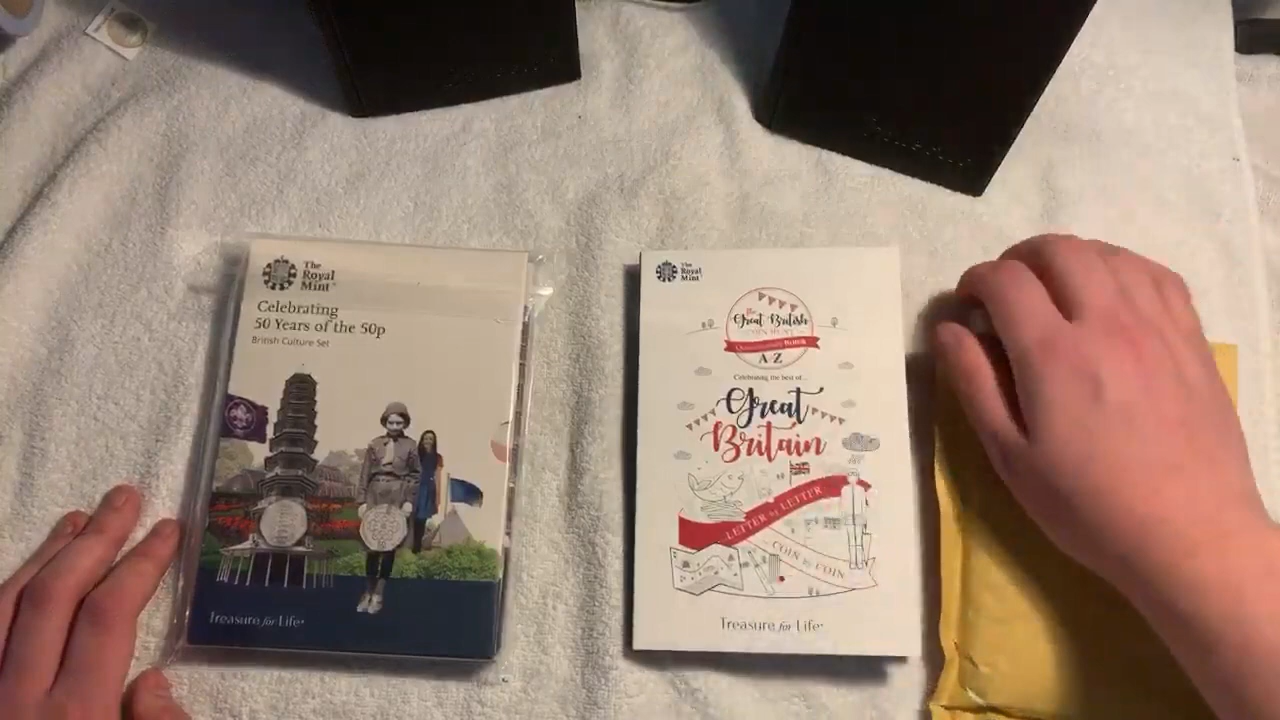 The
Royal
Mint®
Celebrating
50 Years of the 50p
British Culture Set
Treasure for Life®
The
Royal
Mint®
The
Great British
COIN HUNT
A Z
Celebrating the best of...
Great
Britain
LETTER by LETTER
COIN by COIN
Treasure for Life®